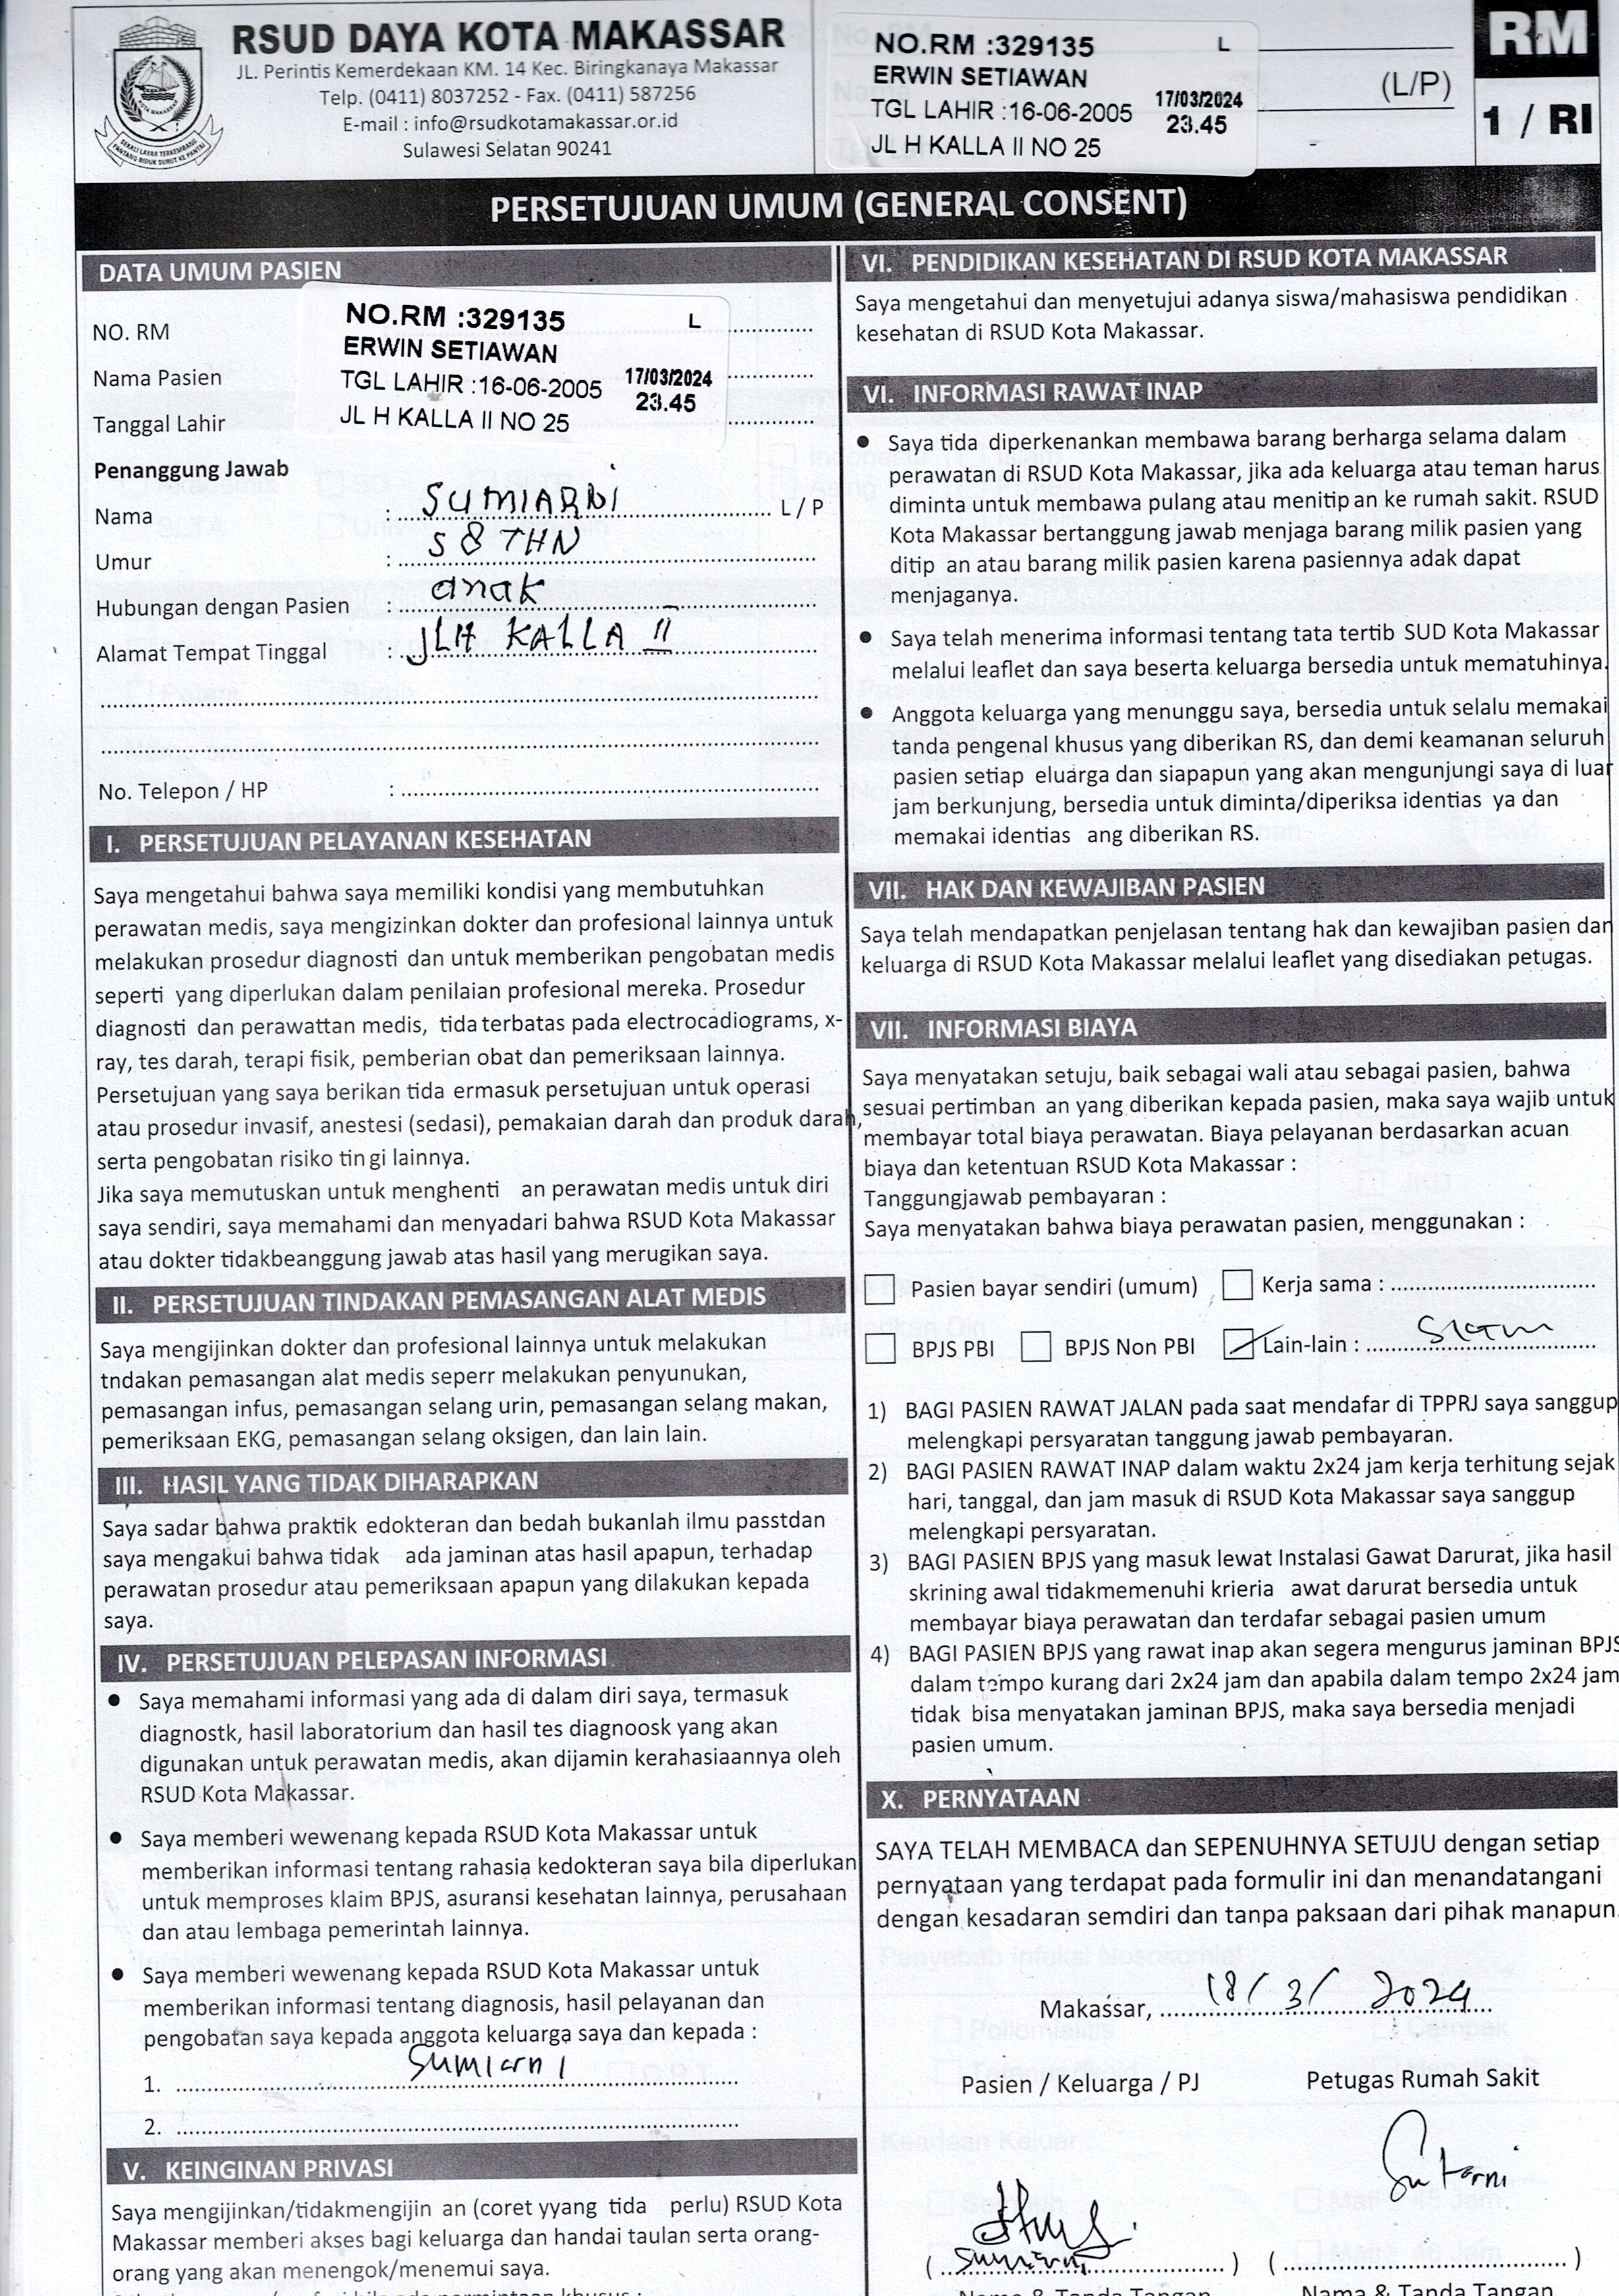 RSUD DAYA KOTA MAKASSAR
JL. Perintis Kemerdekaan KM. 14 Kec. Biringkanaya Makassar
Telp. (0411) 8037252 - Fax. (0411) 587256
E-mail : info@rsudkotamakassar.or.id
Sulawesi Selatan 90241
NO.RM :329135 L
ERWIN SETIAWAN
TGL LAHIR :16-06-2005 17/03/2024
23.45
JL H KALLA II NO 25
(L/P)
RM
1 / RI
PERSETUJUAN UMUM (GENERAL CONSENT)
DATA UMUM PASIEN
NO. RM
Nama Pasien
Tanggal Lahir
NO.RM :329135 L
ERWIN SETIAWAN
TGL LAHIR :16-06-2005 17/03/2024
23.45
JL H KALLA II NO 25
Penanggung Jawab
Nama : SUMIARNI L / P
Umur : 58 THN
Hubungan dengan Pasien : anak
Alamat Tempat Tinggal : JLH KALLA II
No. Telepon / HP :
I. PERSETUJUAN PELAYANAN KESEHATAN
Saya mengetahui bahwa saya memiliki kondisi yang membutuhkan
perawatan medis, saya mengizinkan dokter dan profesional lainnya untuk
melakukan prosedur diagnosti dan untuk memberikan pengobatan medis
seperti yang diperlukan dalam penilaian profesional mereka. Prosedur
diagnosti dan perawattan medis, tida terbatas pada electrocadiograms, x-
ray, tes darah, terapi fisik, pemberian obat dan pemeriksaan lainnya.
Persetujuan yang saya berikan tida ermasuk persetujuan untuk operasi
atau prosedur invasif, anestesi (sedasi), pemakaian darah dan produk darah,
serta pengobatan risiko tin gi lainnya.
Jika saya memutuskan untuk menghenti an perawatan medis untuk diri
saya sendiri, saya memahami dan menyadari bahwa RSUD Kota Makassar
atau dokter tidakbeanggung jawab atas hasil yang merugikan saya.
II. PERSETUJUAN TINDAKAN PEMASANGAN ALAT MEDIS
Saya mengijinkan dokter dan profesional lainnya untuk melakukan
tndakan pemasangan alat medis seperr melakukan penyunukan,
pemasangan infus, pemasangan selang urin, pemasangan selang makan,
pemeriksaan EKG, pemasangan selang oksigen, dan lain lain.
III. HASIL YANG TIDAK DIHARAPKAN
Saya sadar bahwa praktik edokteran dan bedah bukanlah ilmu passtdan
saya mengakui bahwa tidak ada jaminan atas hasil apapun, terhadap
perawatan prosedur atau pemeriksaan apapun yang dilakukan kepada
saya.
IV. PERSETUJUAN PELEPASAN INFORMASI
● Saya memahami informasi yang ada di dalam diri saya, termasuk
diagnostk, hasil laboratorium dan hasil tes diagnoosk yang akan
digunakan untuk perawatan medis, akan dijamin kerahasiaannya oleh
RSUD Kota Makassar.
● Saya memberi wewenang kepada RSUD Kota Makassar untuk
memberikan informasi tentang rahasia kedokteran saya bila diperlukan
untuk memproses klaim BPJS, asuransi kesehatan lainnya, perusahaan
dan atau lembaga pemerintah lainnya.
● Saya memberi wewenang kepada RSUD Kota Makassar untuk
memberikan informasi tentang diagnosis, hasil pelayanan dan
pengobatan saya kepada anggota keluarga saya dan kepada :
1. Sumiarni
2.
V. KEINGINAN PRIVASI
Saya mengijinkan/tidakmengijin an (coret yyang tida perlu) RSUD Kota
Makassar memberi akses bagi keluarga dan handai taulan serta orang-
orang yang akan menengok/menemui saya.
VI. PENDIDIKAN KESEHATAN DI RSUD KOTA MAKASSAR
Saya mengetahui dan menyetujui adanya siswa/mahasiswa pendidikan
kesehatan di RSUD Kota Makassar.
VI. INFORMASI RAWAT INAP
● Saya tida diperkenankan membawa barang berharga selama dalam
perawatan di RSUD Kota Makassar, jika ada keluarga atau teman harus
diminta untuk membawa pulang atau menitip an ke rumah sakit. RSUD
Kota Makassar bertanggung jawab menjaga barang milik pasien yang
ditip an atau barang milik pasien karena pasiennya adak dapat
menjaganya.
● Saya telah menerima informasi tentang tata tertib SUD Kota Makassar
melalui leaflet dan saya beserta keluarga bersedia untuk mematuhinya.
● Anggota keluarga yang menunggu saya, bersedia untuk selalu memakai
tanda pengenal khusus yang diberikan RS, dan demi keamanan seluruh
pasien setiap eluarga dan siapapun yang akan mengunjungi saya di luar
jam berkunjung, bersedia untuk diminta/diperiksa identias ya dan
memakai identias ang diberikan RS.
VII. HAK DAN KEWAJIBAN PASIEN
Saya telah mendapatkan penjelasan tentang hak dan kewajiban pasien dan
keluarga di RSUD Kota Makassar melalui leaflet yang disediakan petugas.
VII. INFORMASI BIAYA
Saya menyatakan setuju, baik sebagai wali atau sebagai pasien, bahwa
sesuai pertimban an yang diberikan kepada pasien, maka saya wajib untuk
membayar total biaya perawatan. Biaya pelayanan berdasarkan acuan
biaya dan ketentuan RSUD Kota Makassar :
Tanggungjawab pembayaran :
Saya menyatakan bahwa biaya perawatan pasien, menggunakan :
Pasien bayar sendiri (umum) Kerja sama :
BPJS PBI BPJS Non PBI Lain-lain :
1) BAGI PASIEN RAWAT JALAN pada saat mendafar di TPPRJ saya sanggup
melengkapi persyaratan tanggung jawab pembayaran.
2) BAGI PASIEN RAWAT INAP dalam waktu 2x24 jam kerja terhitung sejak
hari, tanggal, dan jam masuk di RSUD Kota Makassar saya sanggup
melengkapi persyaratan.
3) BAGI PASIEN BPJS yang masuk lewat Instalasi Gawat Darurat, jika hasil
skrining awal tidakmemenuhi krieria awat darurat bersedia untuk
membayar biaya perawatan dan terdafar sebagai pasien umum
4) BAGI PASIEN BPJS yang rawat inap akan segera mengurus jaminan BPJS
dalam tempo kurang dari 2x24 jam dan apabila dalam tempo 2x24 jam
tidak bisa menyatakan jaminan BPJS, maka saya bersedia menjadi
pasien umum.
X. PERNYATAAN
SAYA TELAH MEMBACA dan SEPENUHNYA SETUJU dengan setiap
pernyataan yang terdapat pada formulir ini dan menandatangani
dengan kesadaran semdiri dan tanpa paksaan dari pihak manapun.
Makassar, 18/3/2024
Pasien / Keluarga / PJ Petugas Rumah Sakit
(Sumiarni) ( )
Nama & Tanda Tangan Nama & Tanda Tangan